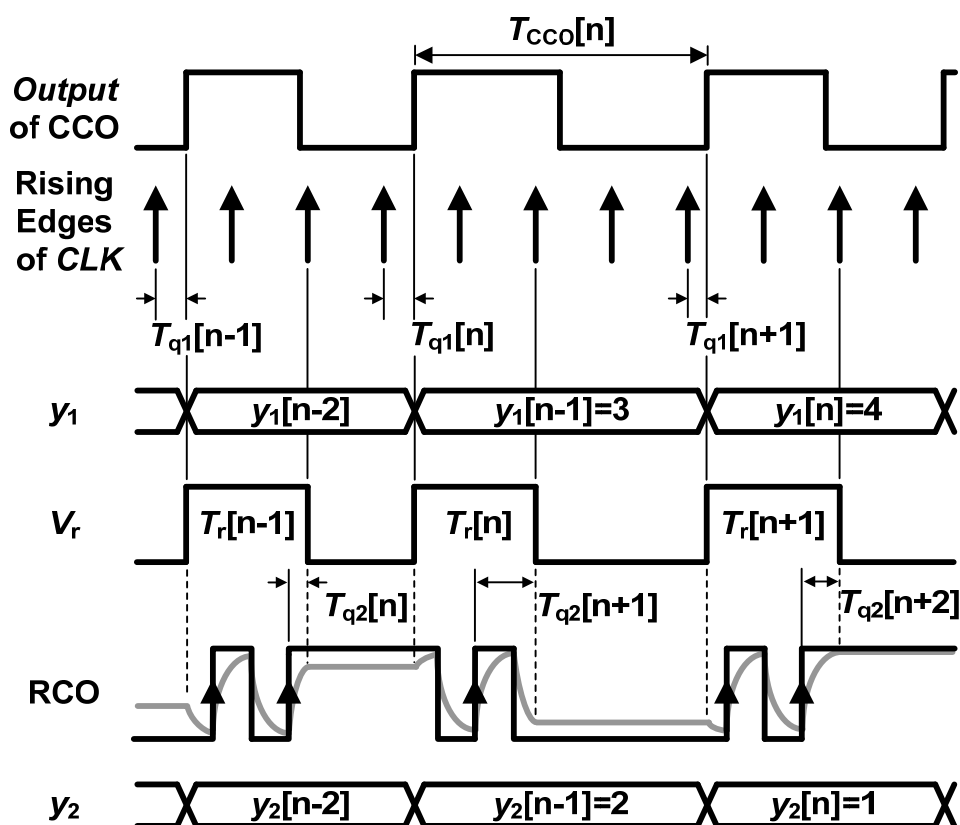 T_CCO[n]
Output
of CCO
Rising
Edges
of CLK
T_q1[n-1]
T_q1[n]
T_q1[n+1]
y_1
y_1[n-2]
y_1[n-1]=3
y_1[n]=4
V_r
T_r[n-1]
T_r[n]
T_r[n+1]
T_q2[n]
T_q2[n+1]
T_q2[n+2]
RCO
y_2
y_2[n-2]
y_2[n-1]=2
y_2[n]=1